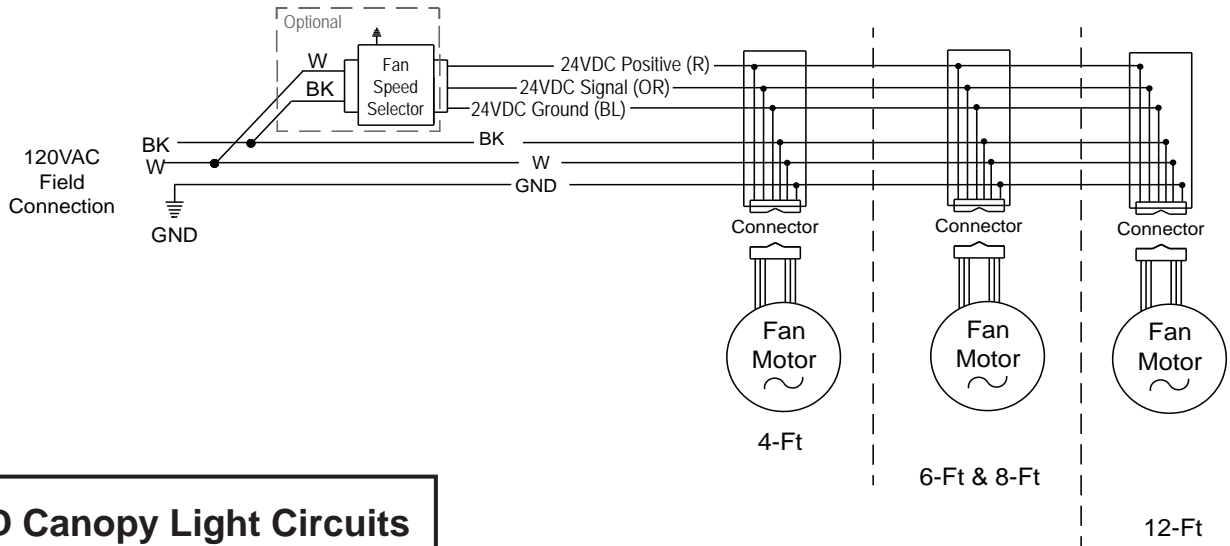 Optional
W
BK
Fan
Speed
Selector
24VDC Positive (R)
24VDC Signal (OR)
24VDC Ground (BL)
BK
BK
W
W
GND
120VAC
Field
Connection
GND
Connector
Connector
Connector
Fan
Motor
Fan
Motor
Fan
Motor
4-Ft
6-Ft & 8-Ft
12-Ft
Canopy Light Circuits